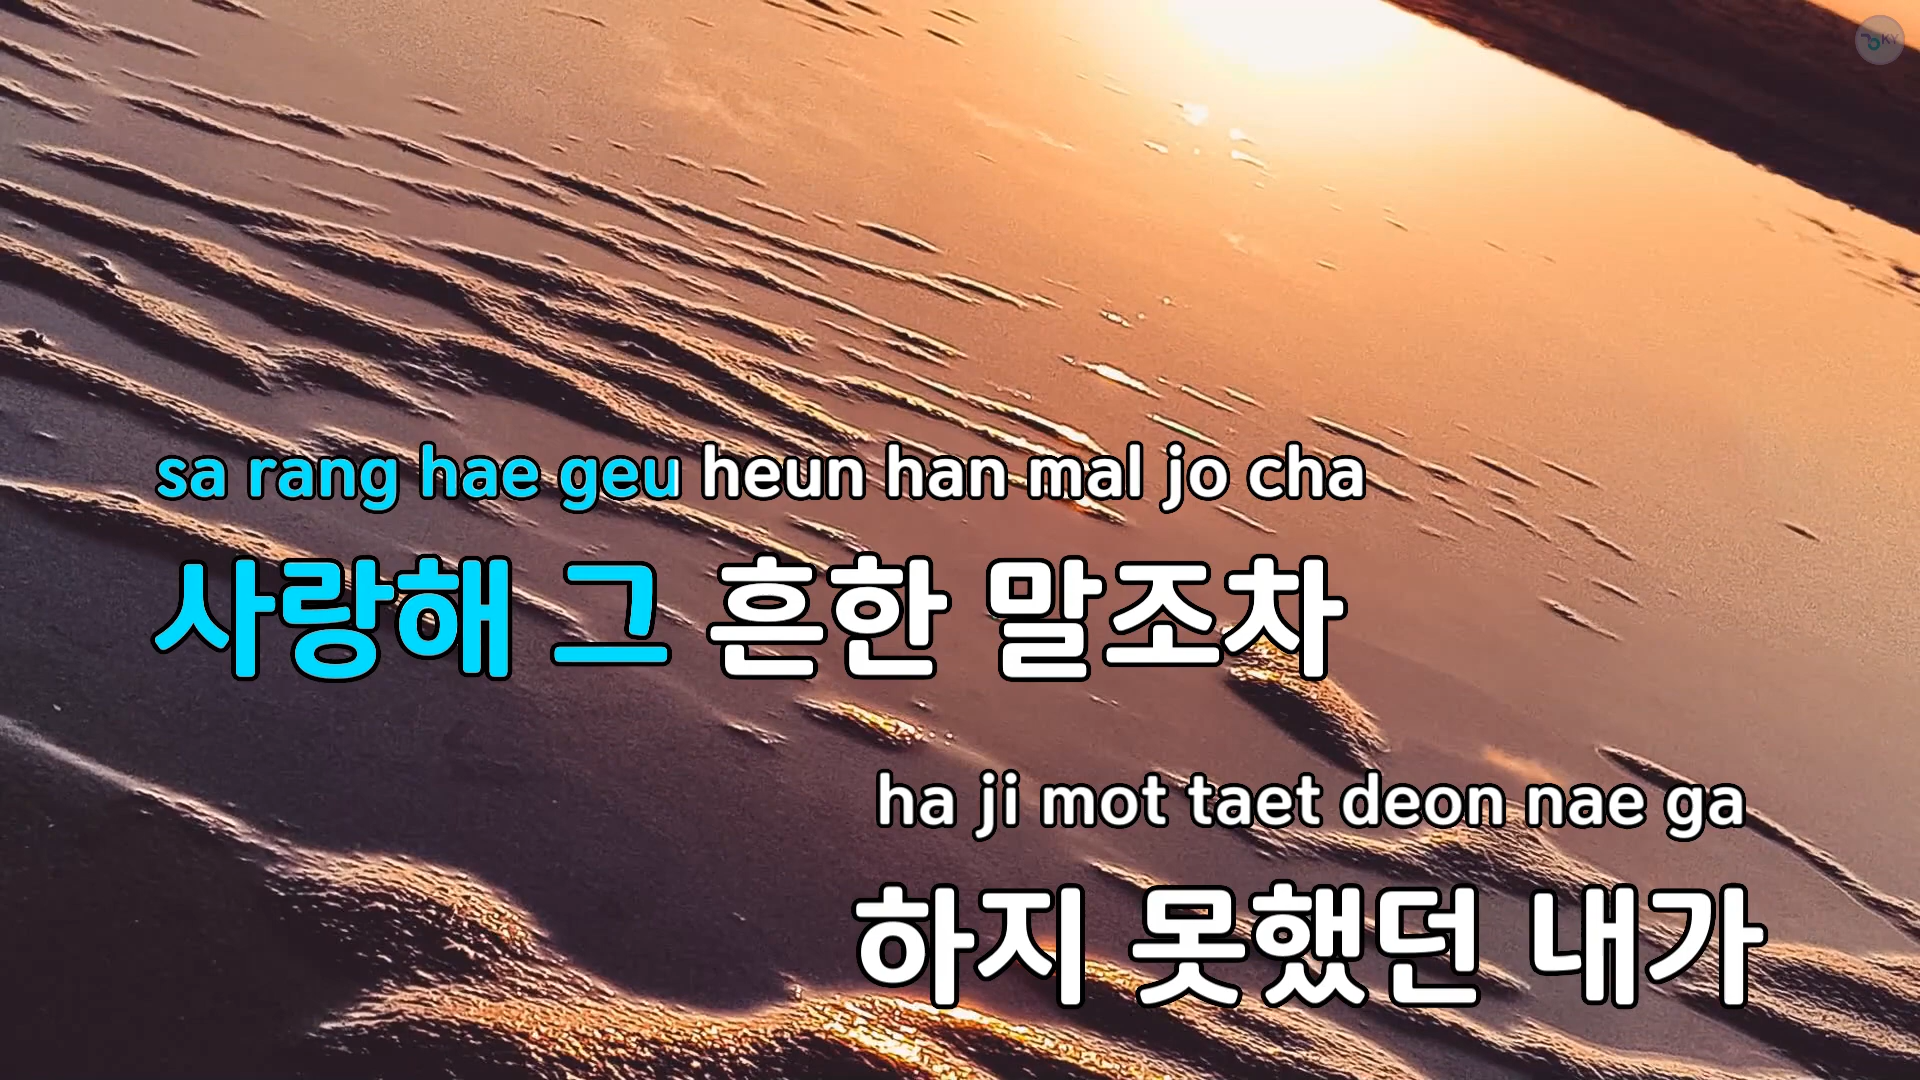 KY
sa rang hae geu heun han mal jo cha
사랑해 그 흔한 말조차
ha ji mot taet deon nae ga
하지 못했던 내가